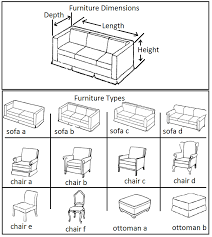 Furniture Dimensions
Depth
Length
Height
Furniture Types
sofa a sofa b sofa c sofa d
chair a chair b chair c chair d
chair e chair f ottoman a ottoman b